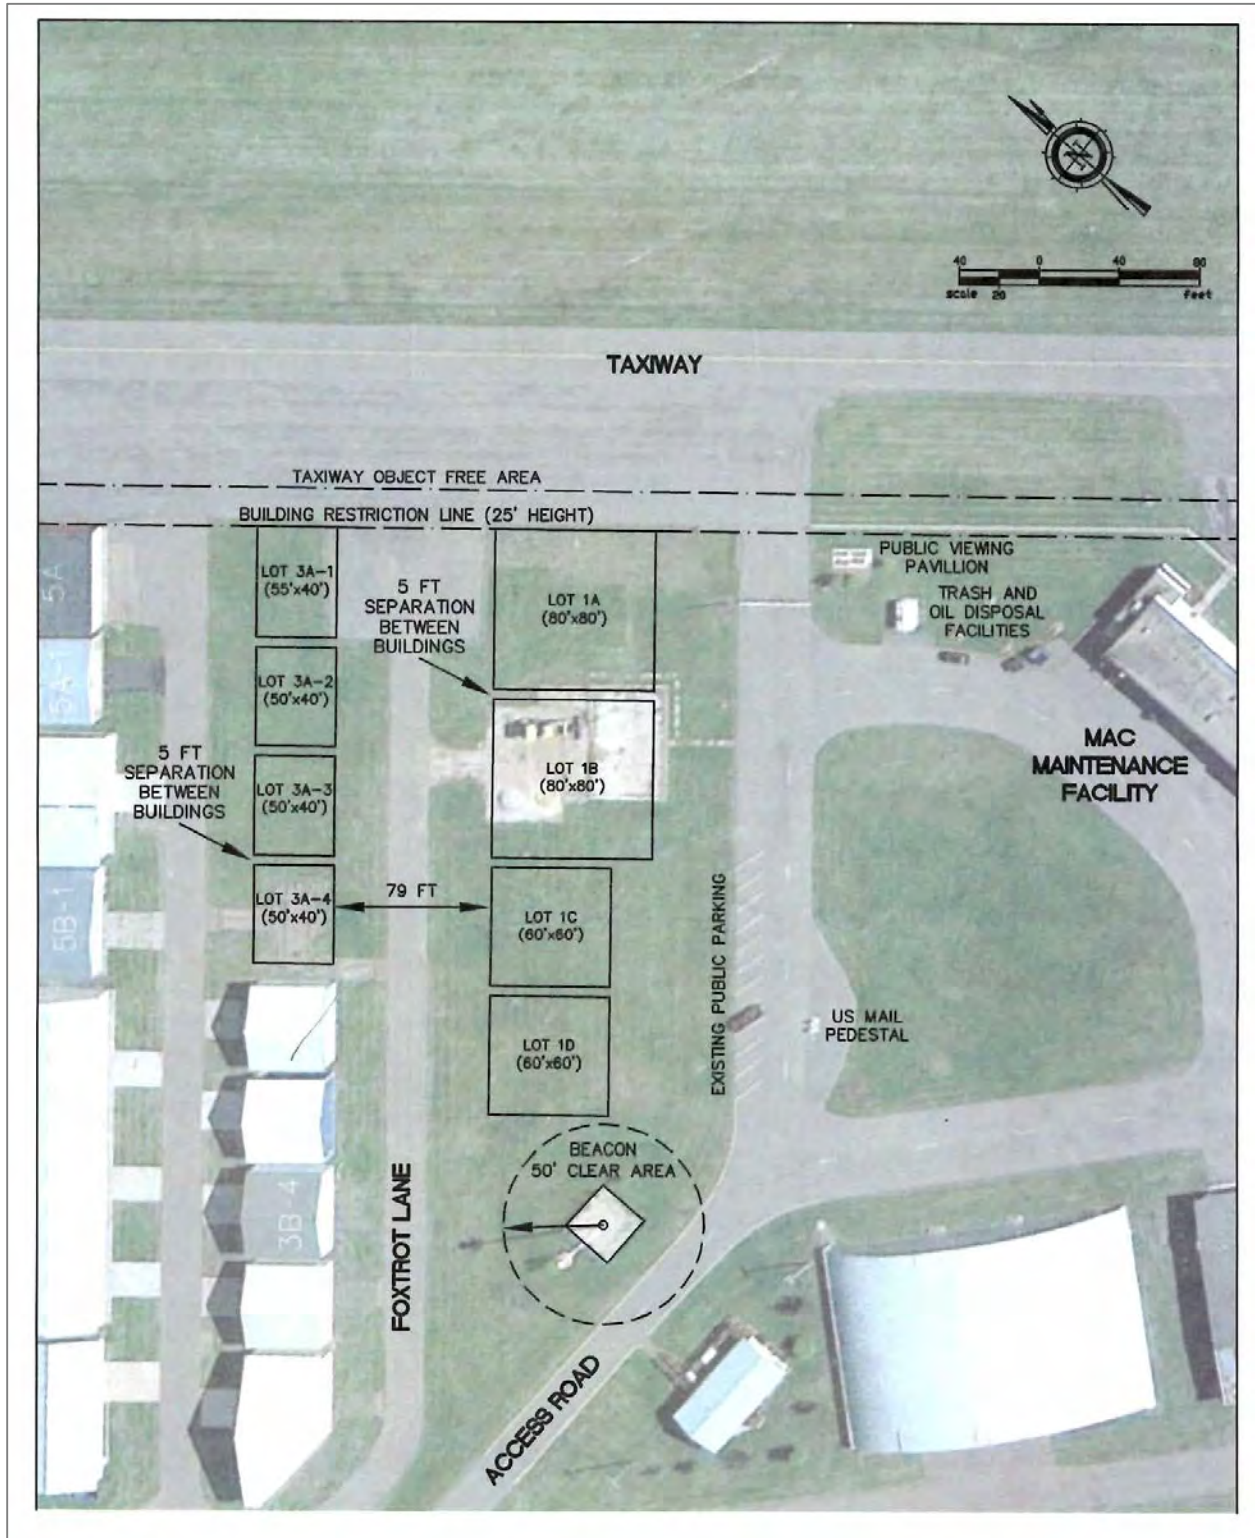 40 0 40 80
scale 20 feet
TAXIWAY
TAXIWAY OBJECT FREE AREA
BUILDING RESTRICTION LINE (25' HEIGHT)
5A
LOT 3A-1
(55'x40')
5 FT
SEPARATION
BETWEEN
BUILDINGS
LOT 1A
(80'x80')
PUBLIC VIEWING
PAVILLION
TRASH AND
OIL DISPOSAL
FACILITIES
5A-1
LOT 3A-2
(50'x40')
5 FT
SEPARATION
BETWEEN
BUILDINGS
LOT 3A-3
(50'x40')
LOT 1B
(80'x80')
MAC
MAINTENANCE
FACILITY
5B-1
LOT 3A-4
(50'x40')
79 FT
LOT 1C
(60'x60')
EXISTING PUBLIC PARKING
US MAIL
PEDESTAL
LOT 1D
(60'x60')
BEACON
50' CLEAR AREA
3B-4
FOXTROT LANE
ACCESS ROAD